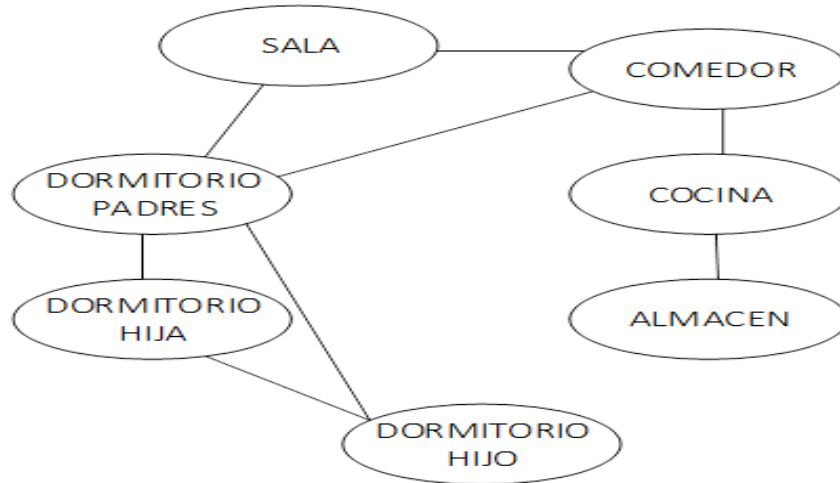 SALA
COMEDOR
DORMITORIO
PADRES
COCINA
DORMITORIO
HIJA
ALMACEN
DORMITORIO
HIJO